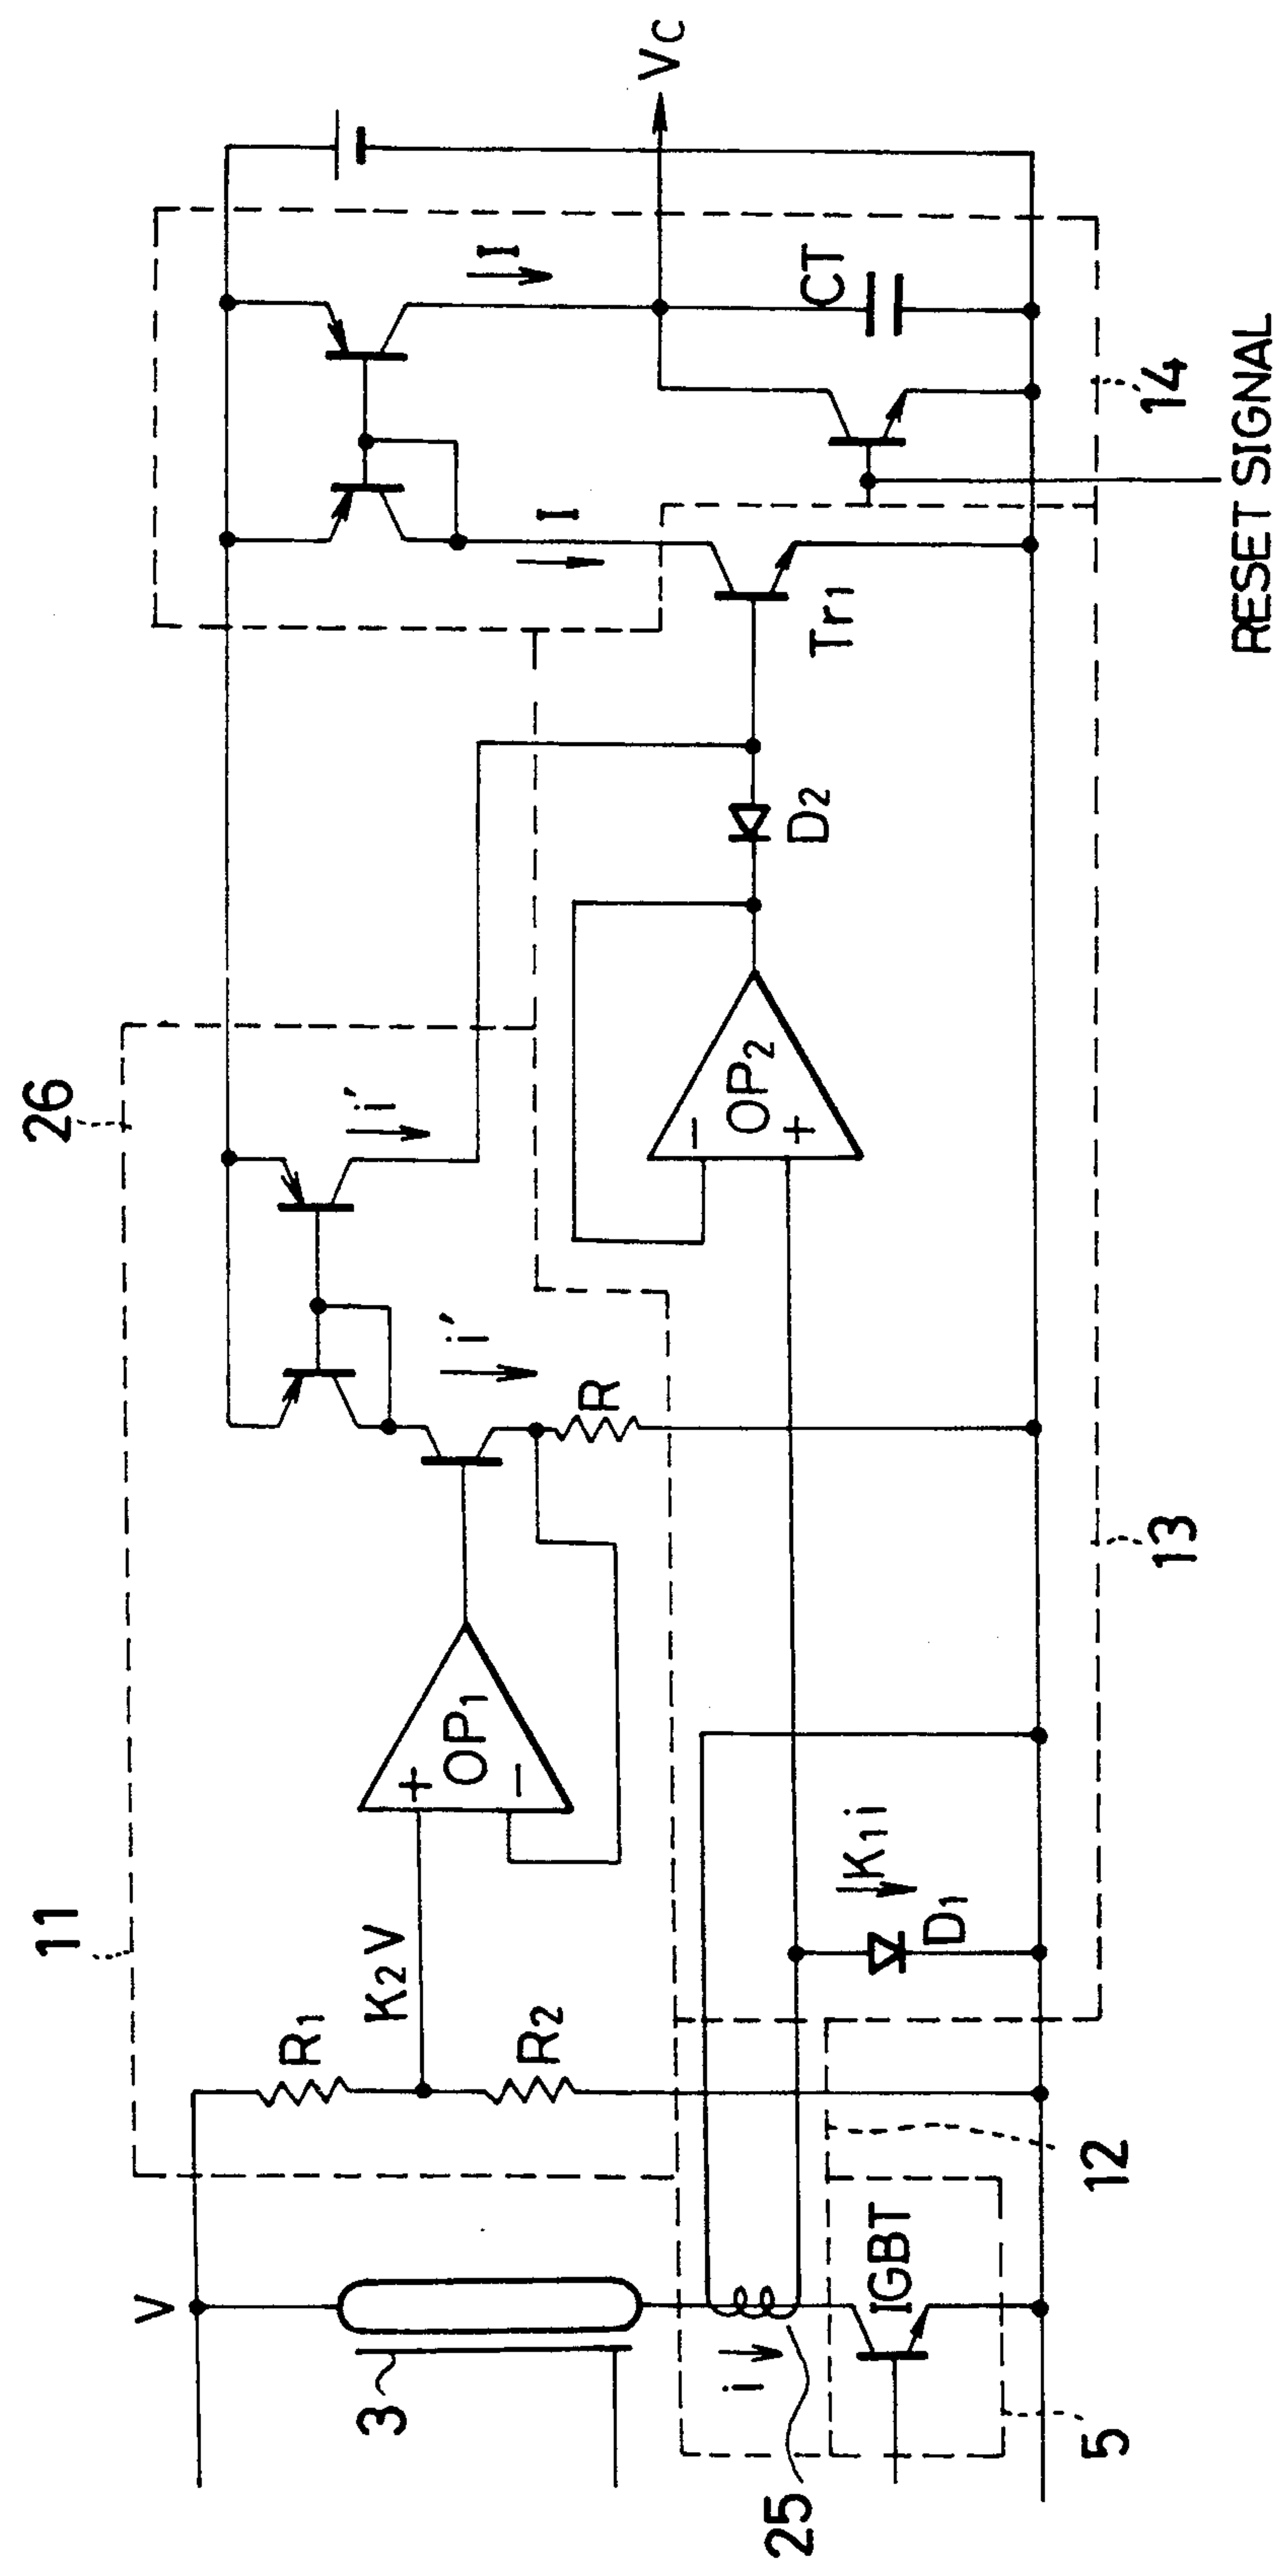 11
26
V
R₁
K₂V
R₂
OP₁
+
−
i′
i′
R
I
I
VC
3
i
25
IGBT
K₁i
D₁
OP₂
−
+
D₂
Tr₁
CT
5
12
13
14
RESET SIGNAL